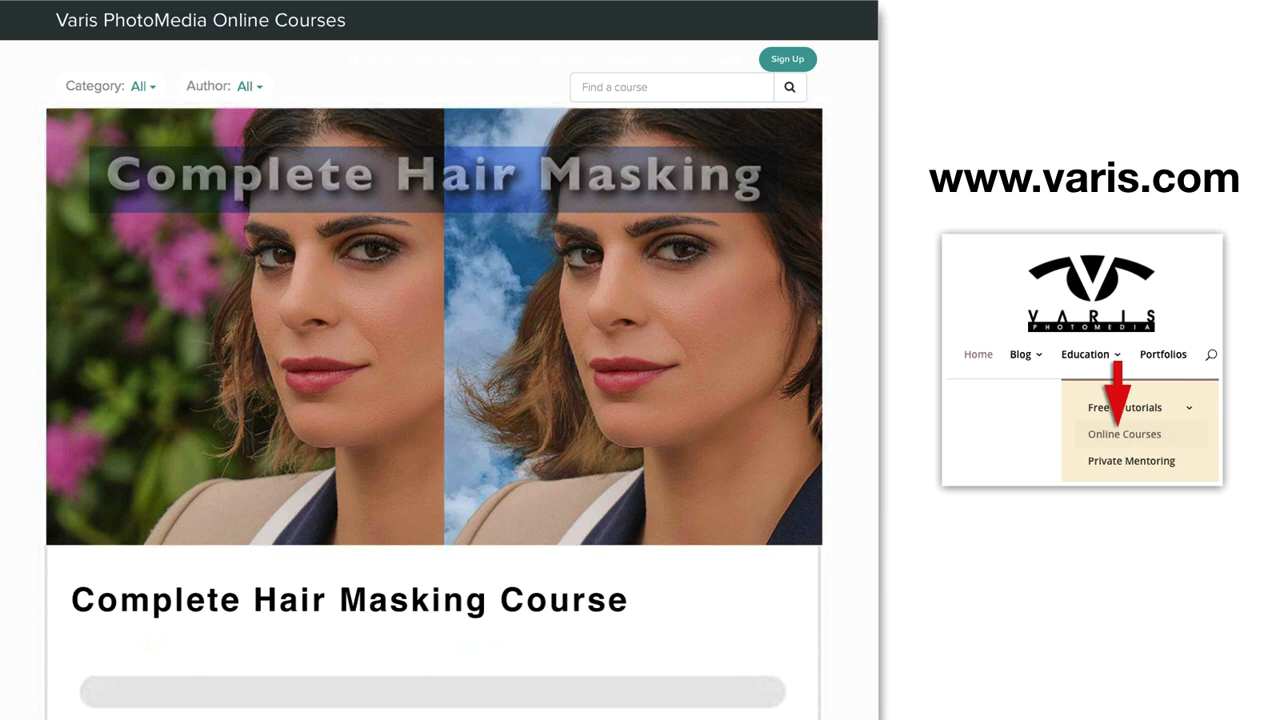 Varis PhotoMedia Online Courses
Sign Up
Category: All
Author: All
Find a course
Complete Hair Masking
Complete Hair Masking Course
www.varis.com
VARIS
PHOTOMEDIA
Home
Blog
Education
Portfolios
Free Tutorials
Online Courses
Private Mentoring